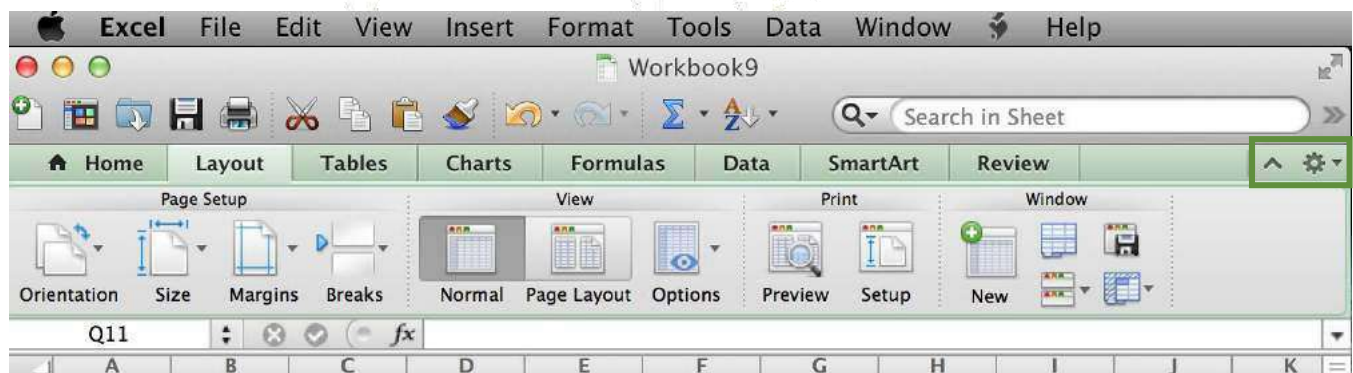 Excel File Edit View Insert Format Tools Data Window Help
Workbook9
Search in Sheet
Home Layout Tables Charts Formulas Data SmartArt Review
Page Setup View Print Window
Orientation Size Margins Breaks Normal Page Layout Options Preview Setup New
Q11 fx
A B C D E F G H I J K